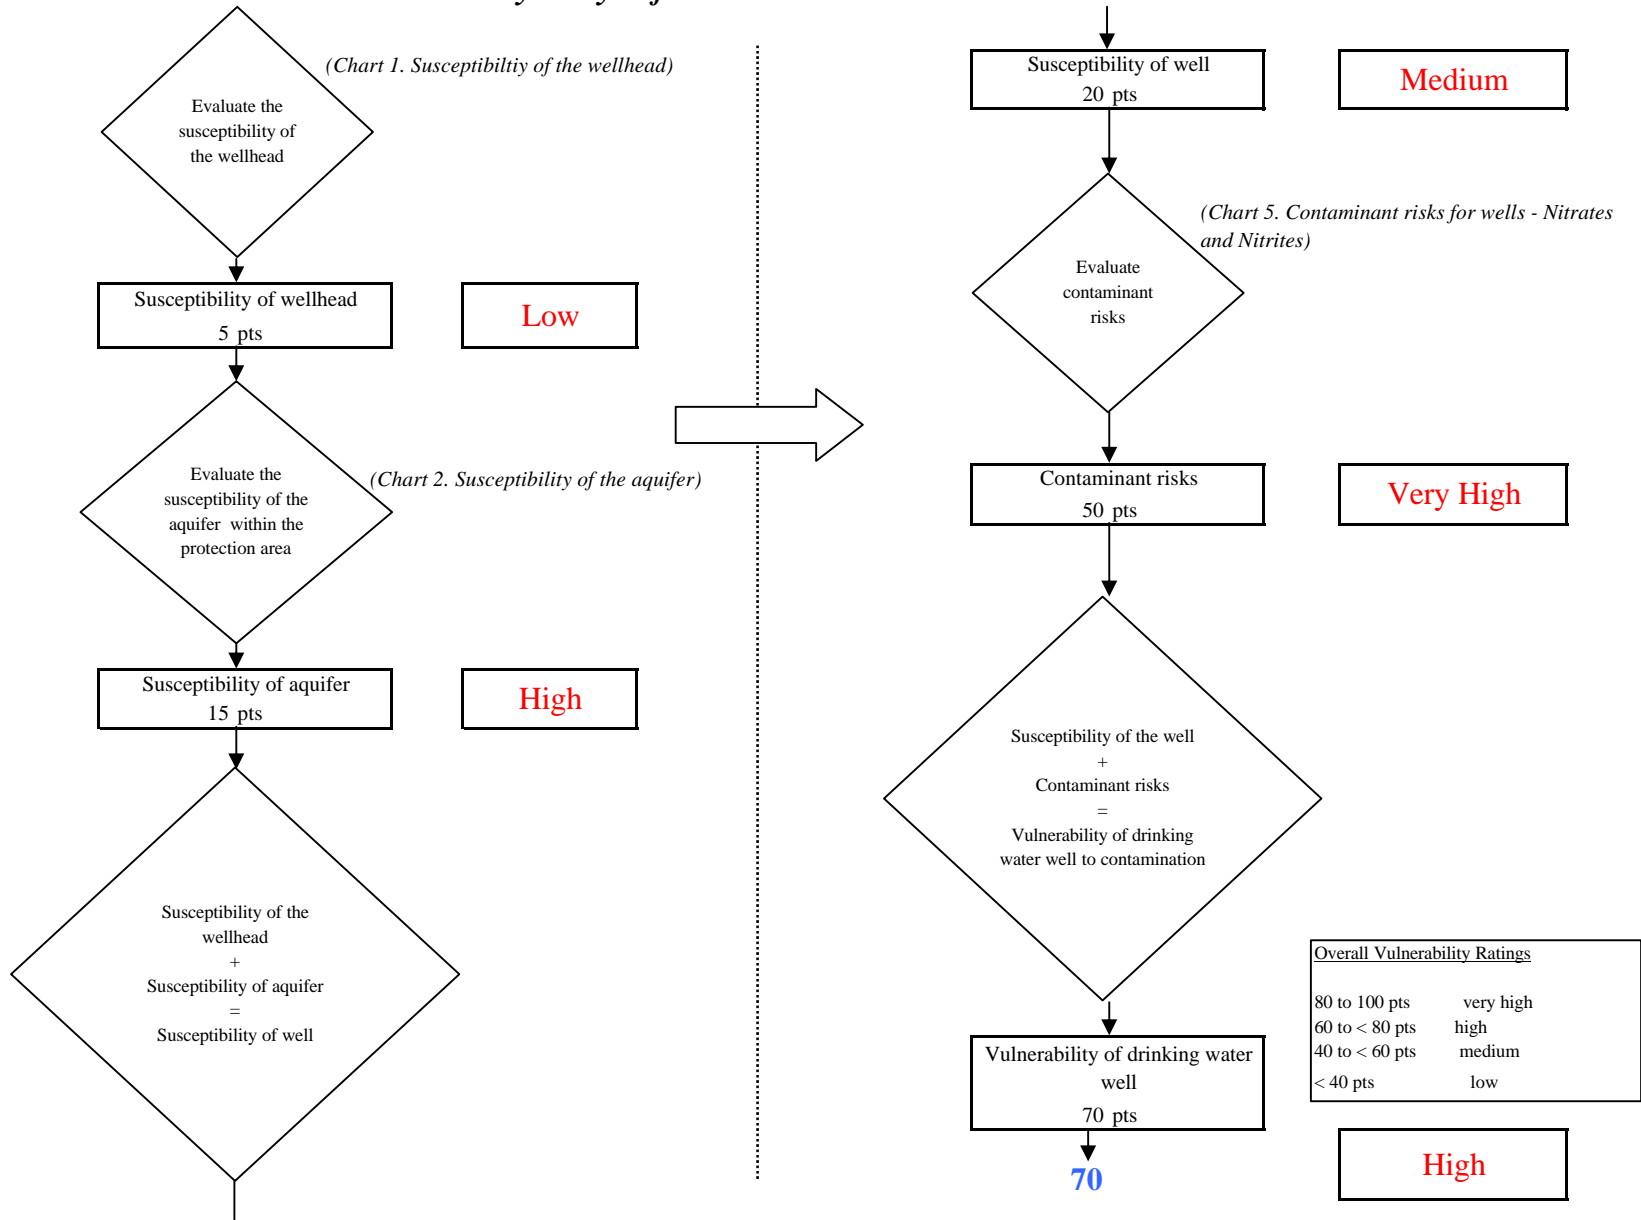 (Chart 1. Susceptibiltiy of the wellhead)
Evaluate the
susceptibility of
the wellhead
Susceptibility of wellhead
5 pts
Low
Evaluate the
susceptibility of the
aquifer within the
protection area
(Chart 2. Susceptibility of the aquifer)
Susceptibility of aquifer
15 pts
High
Susceptibility of the
wellhead
+
Susceptibility of aquifer
=
Susceptibility of well
Susceptibility of well
20 pts
Medium
(Chart 5. Contaminant risks for wells - Nitrates
and Nitrites)
Evaluate
contaminant
risks
Contaminant risks
50 pts
Very High
Susceptibility of the well
+
Contaminant risks
=
Vulnerability of drinking
water well to contamination
Overall Vulnerability Ratings
80 to 100 pts very high
60 to < 80 pts high
40 to < 60 pts medium
< 40 pts low
Vulnerability of drinking water
well
70 pts
70
High